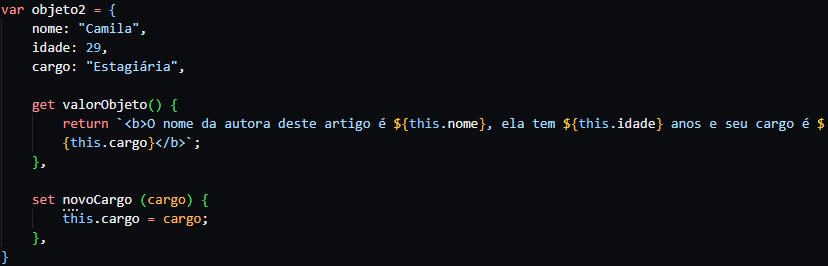 var objeto2 = {
    nome: "Camila",
    idade: 29,
    cargo: "Estagiária",
    get valorObjeto() {
        return `<b>O nome da autora deste artigo é ${this.nome}, ela tem ${this.idade} anos e seu cargo é $
        {this.cargo}</b>`;
    },
    set novoCargo (cargo) {
        this.cargo = cargo;
    },
}